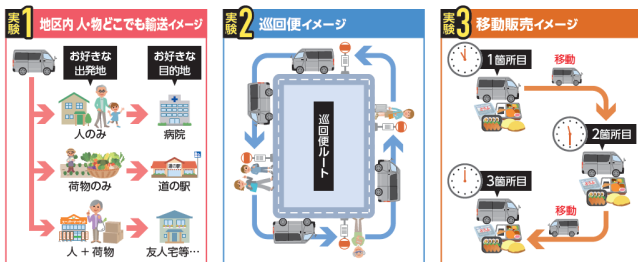 実験1 地区内 人・物どこでも輸送イメージ
お好きな
出発地
お好きな
目的地
人のみ
病院
荷物のみ
道の駅
人＋荷物
友人宅等…
実験2 巡回便イメージ
巡回便ルート
実験3 移動販売イメージ
1箇所目
移動
2箇所目
3箇所目
移動